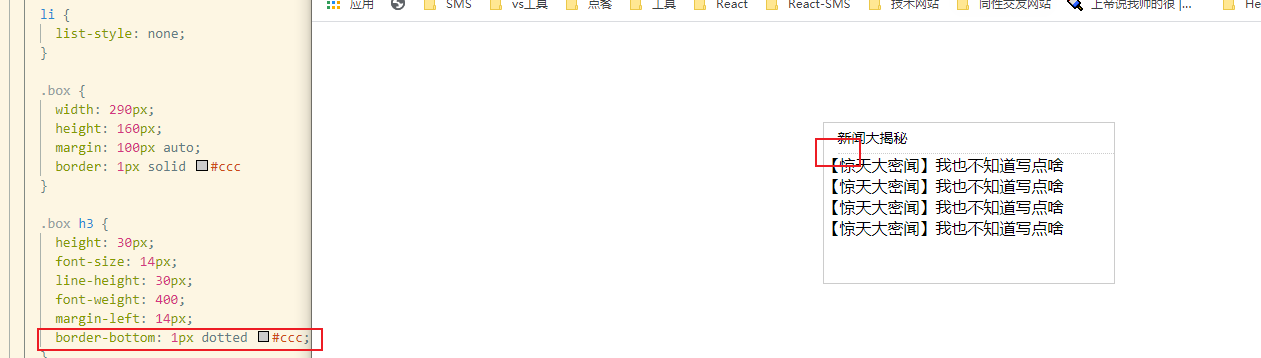 li {
list-style: none;
}
.box {
width: 290px;
height: 160px;
margin: 100px auto;
border: 1px solid #ccc
}
.box h3 {
height: 30px;
font-size: 14px;
line-height: 30px;
font-weight: 400;
margin-left: 14px;
border-bottom: 1px dotted #ccc;
}
应用 SMS vs工具 点客 工具 React React-SMS 技术网站 同性交友网站 上帝说我帅的很 |... He
新闻大揭秘
【惊天大密闻】我也不知道写点啥
【惊天大密闻】我也不知道写点啥
【惊天大密闻】我也不知道写点啥
【惊天大密闻】我也不知道写点啥